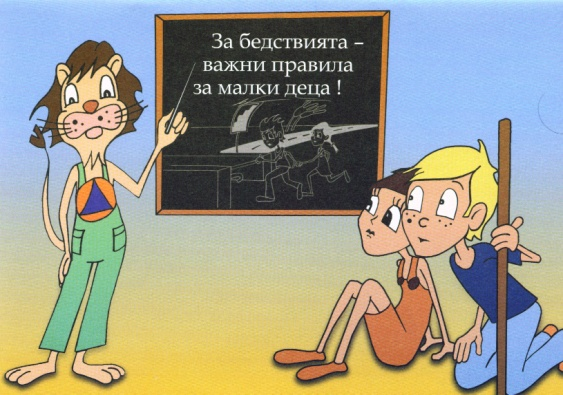 За бедствията –
важни правила
за малки деца !